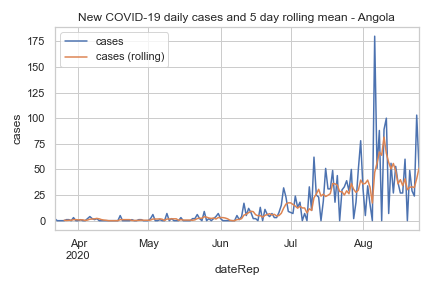 New COVID-19 daily cases and 5 day rolling mean - Angola
cases
cases (rolling)
175
150
125
100
75
50
25
0
cases
Apr
2020
May
Jun
Jul
Aug
dateRep